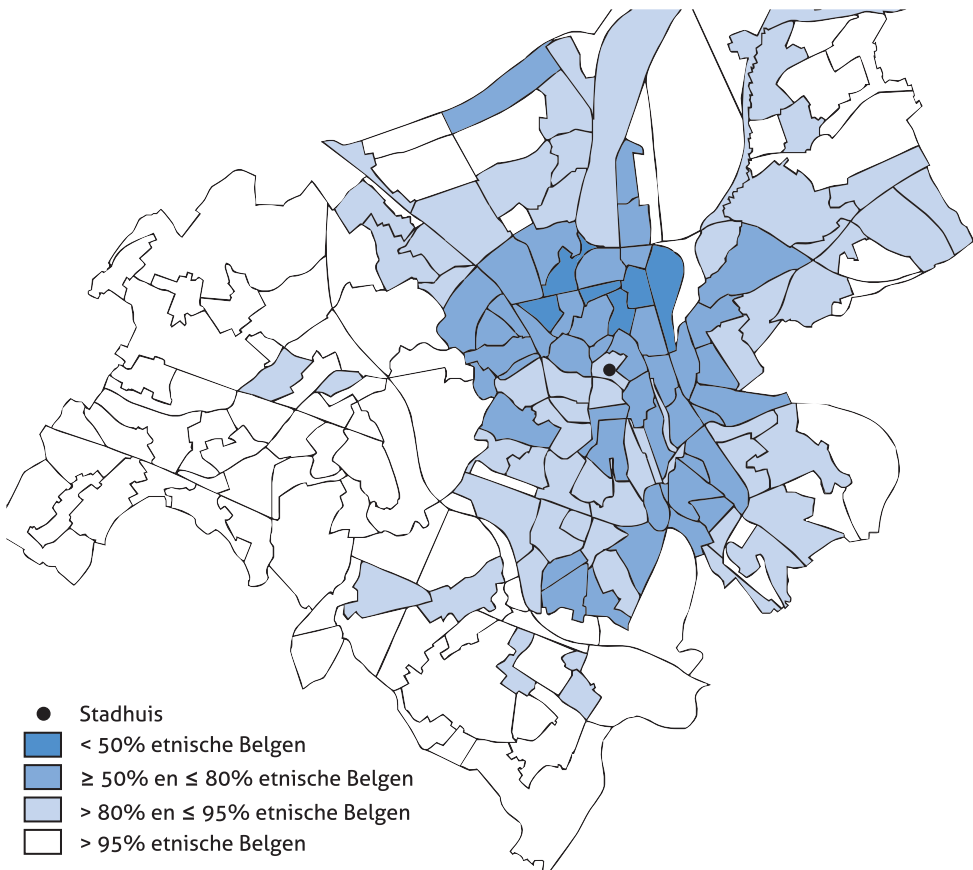 Stadhuis
< 50% etnische Belgen
≥ 50% en ≤ 80% etnische Belgen
> 80% en ≤ 95% etnische Belgen
> 95% etnische Belgen